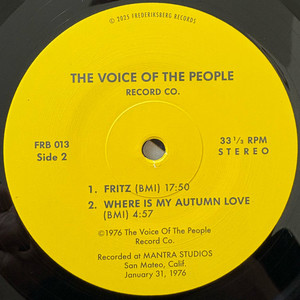 © 2025 FREDERIKSBERG RECORDS
THE VOICE OF THE PEOPLE
RECORD CO.
FRB 013
Side 2
33 ⅓ RPM
STEREO
1. FRITZ (BMI) 17:50
2. WHERE IS MY AUTUMN LOVE
(BMI) 4:57
©1976 The Voice Of The People
Record Co.
Recorded at MANTRA STUDIOS
San Mateo, Calif.
January 31, 1976